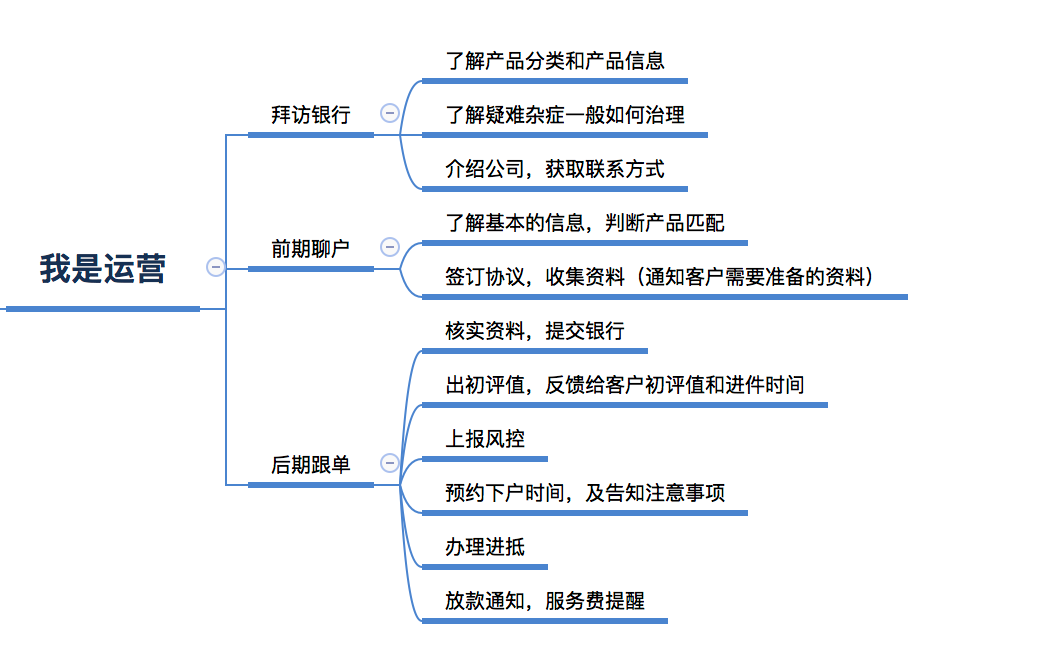 我是运营
拜访银行
了解产品分类和产品信息
了解疑难杂症一般如何治理
介绍公司，获取联系方式
前期聊户
了解基本的信息，判断产品匹配
签订协议，收集资料（通知客户需要准备的资料）
后期跟单
核实资料，提交银行
出初评值，反馈给客户初评值和进件时间
上报风控
预约下户时间，及告知注意事项
办理进抵
放款通知，服务费提醒